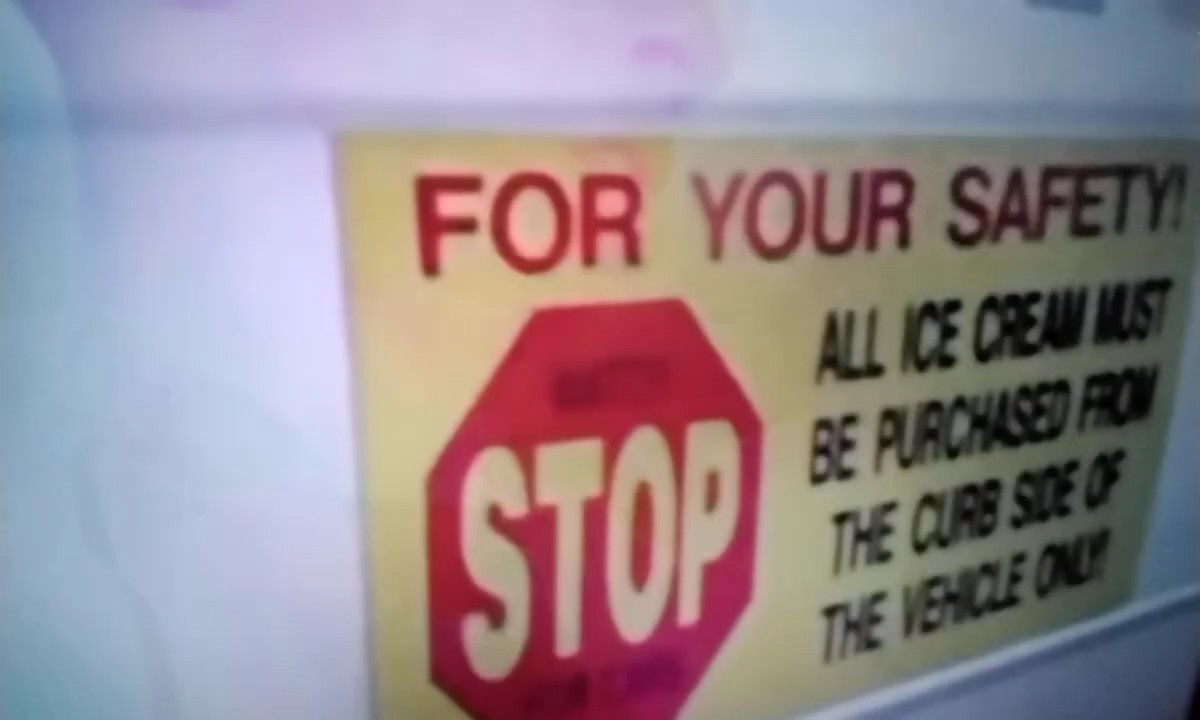 FOR YOUR SAFETY!
STOP
ALL ICE CREAM MUST
BE PURCHASED FROM
THE CURB SIDE OF
THE VEHICLE ONLY!